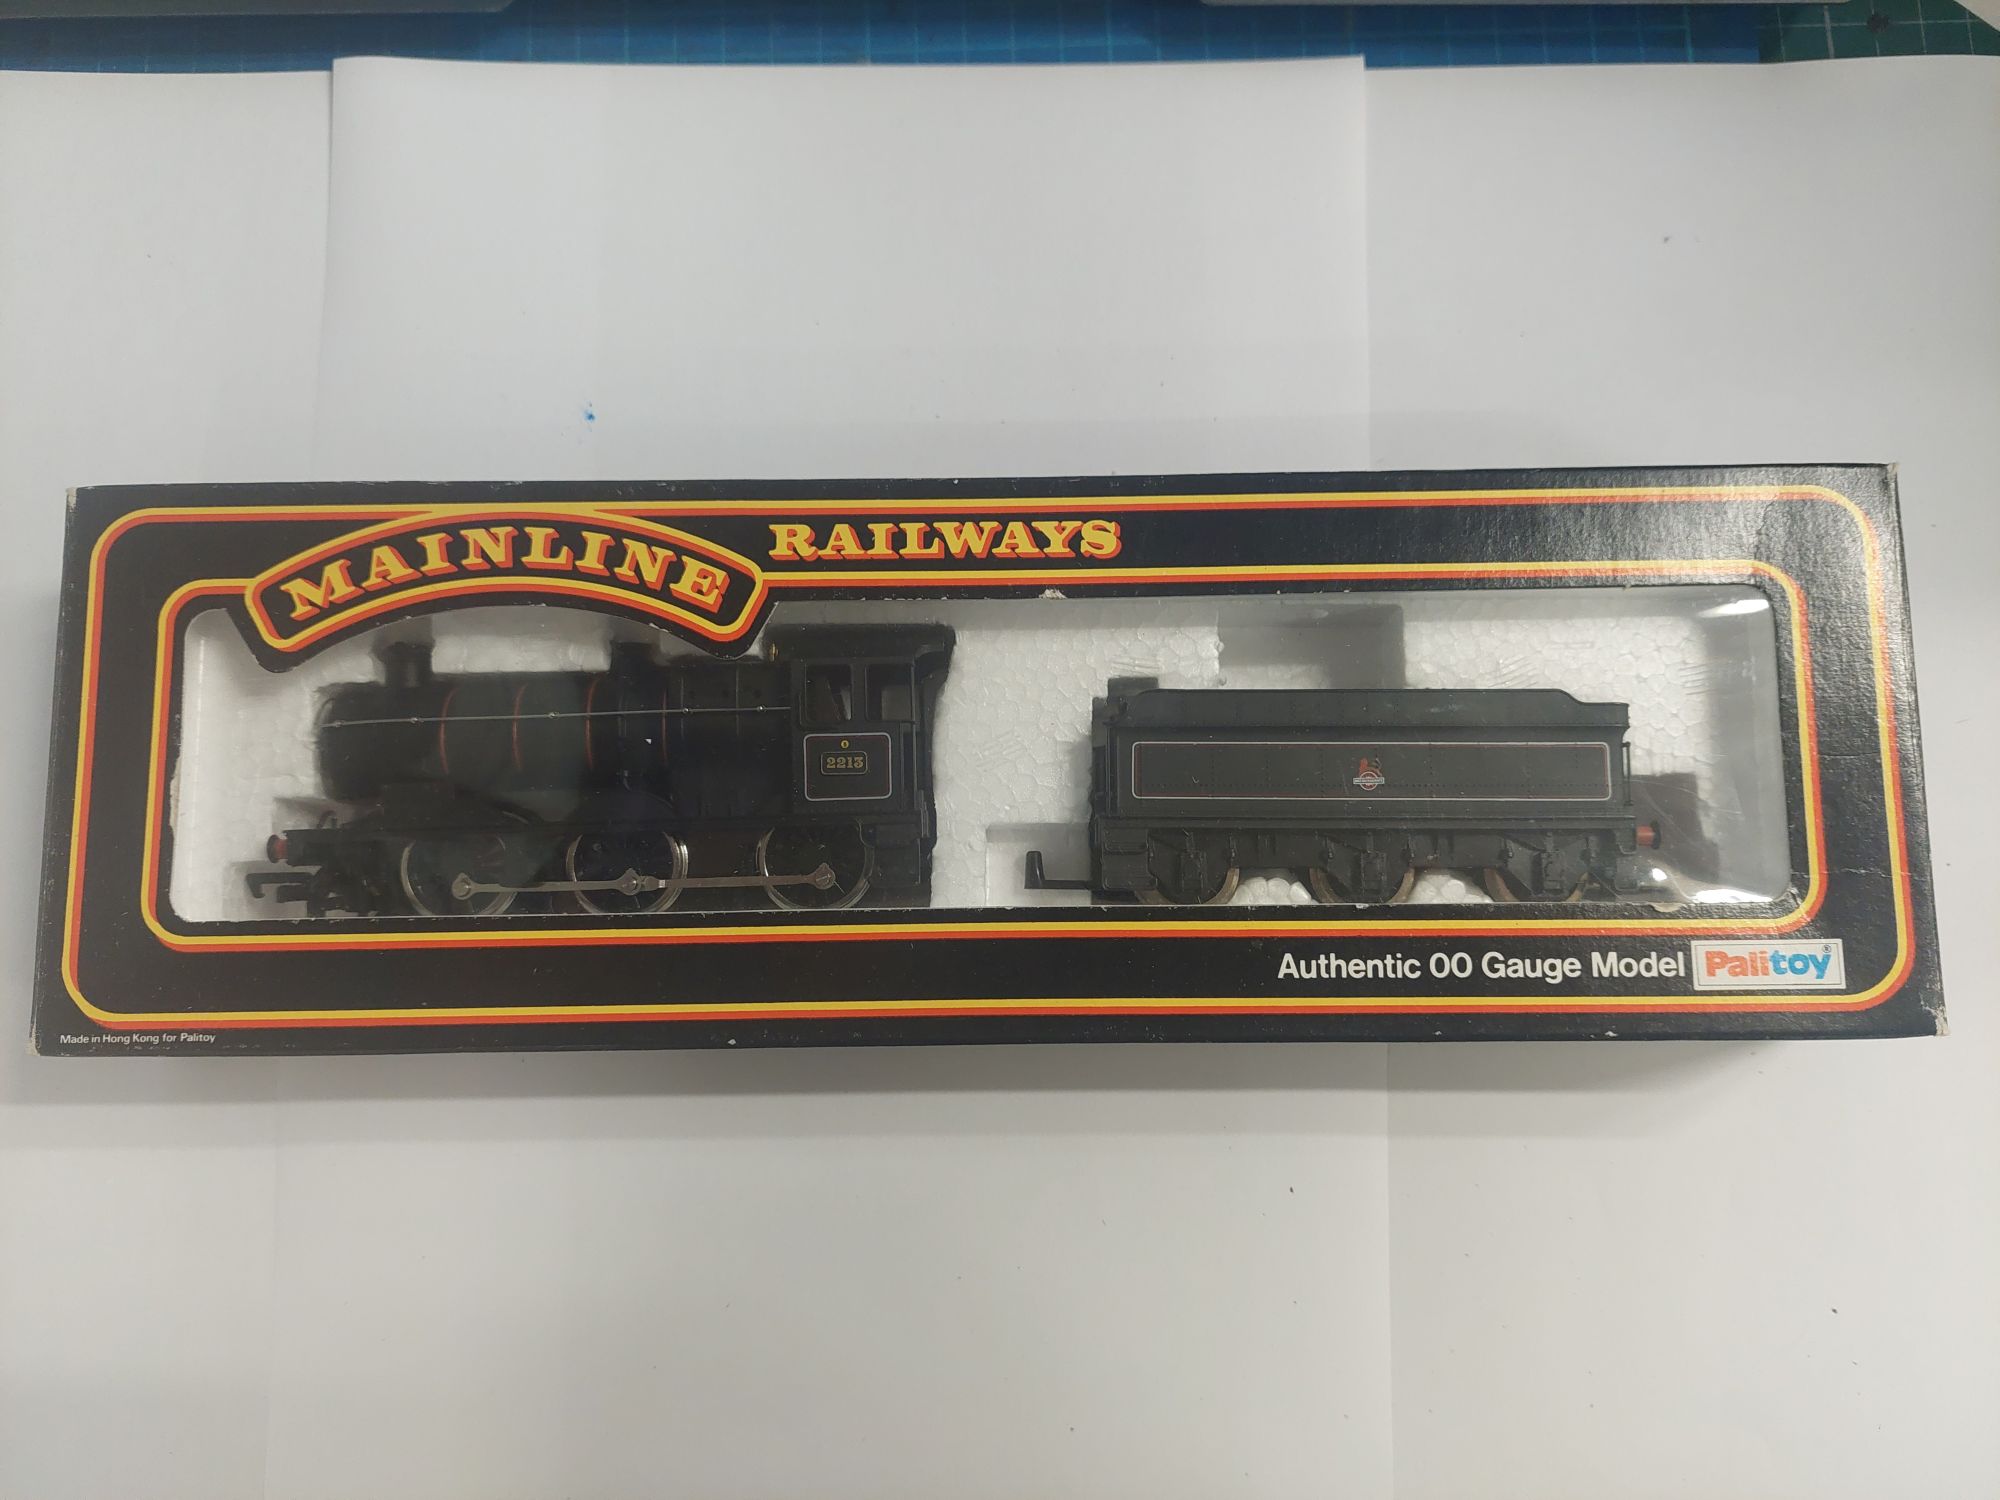 MAINLINE RAILWAYS
2213
Authentic 00 Gauge Model Palitoy®
Made in Hong Kong for Palitoy